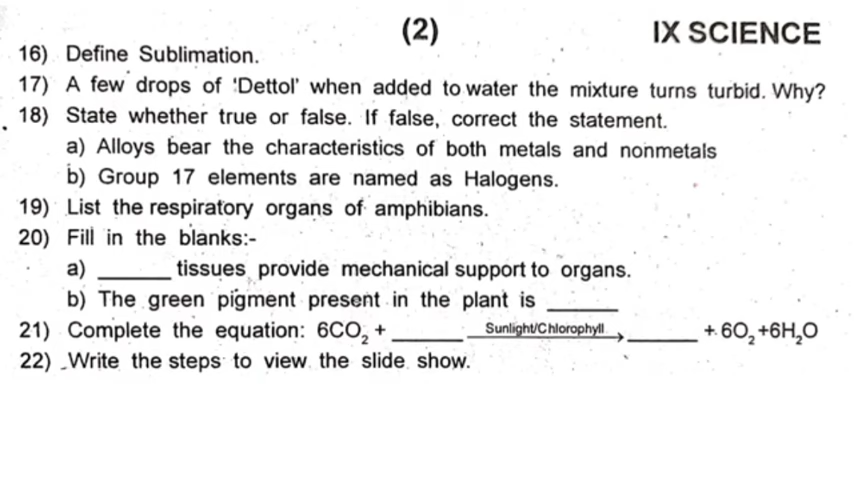 (2) IX SCIENCE
16) Define Sublimation.
17) A few drops of 'Dettol' when added to water the mixture turns turbid. Why?
18) State whether true or false. If false, correct the statement.
a) Alloys bear the characteristics of both metals and nonmetals
b) Group 17 elements are named as Halogens.
19) List the respiratory organs of amphibians.
20) Fill in the blanks:-
a) ______ tissues provide mechanical support to organs.
b) The green pigment present in the plant is ______
21) Complete the equation: 6CO₂ + ______ Sunlight/Chlorophyll → ______ + 6O₂ +6H₂O
22) Write the steps to view the slide show.